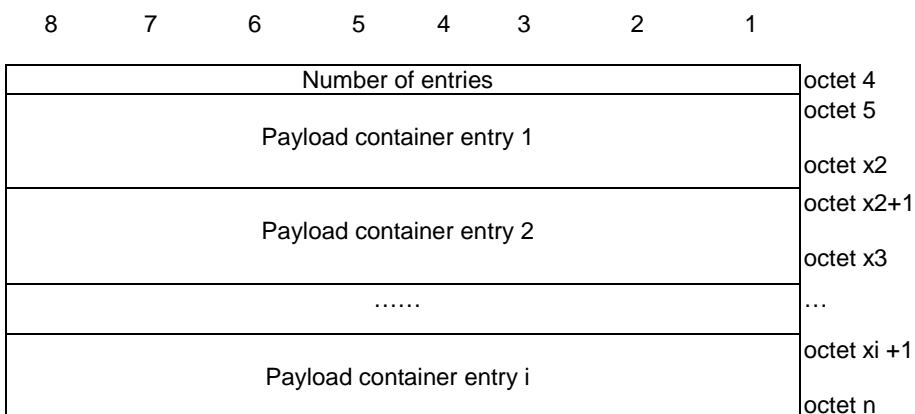 8 7 6 5 4 3 2 1
Number of entries octet 4
octet 5
Payload container entry 1
octet x2
octet x2+1
Payload container entry 2
octet x3
…… …
octet xi +1
Payload container entry i
octet n